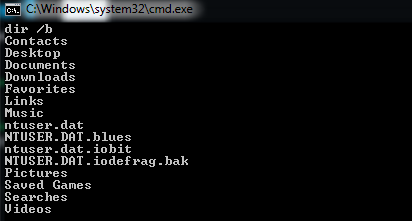 C:\Windows\system32\cmd.exe
dir /b
Contacts
Desktop
Documents
Downloads
Favorites
Links
Music
ntuser.dat
NTUSER.DAT.blues
ntuser.dat.iobit
NTUSER.DAT.iodefrag.bak
Pictures
Saved Games
Searches
Videos